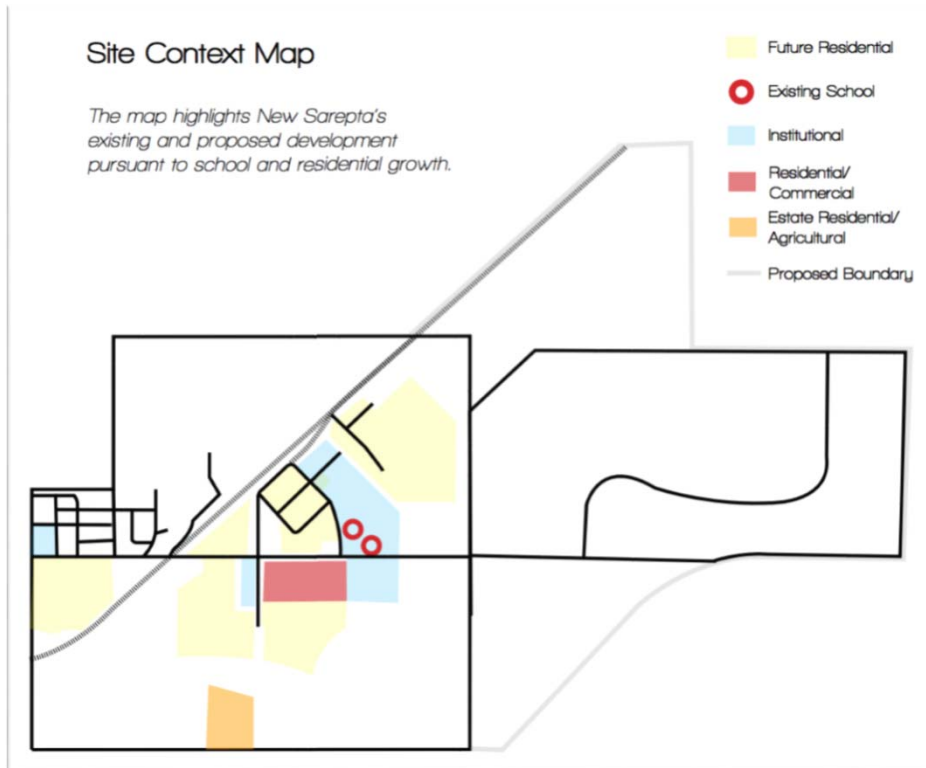 Site Context Map
The map highlights New Sarepta's
existing and proposed development
pursuant to school and residential growth.
Future Residential
Existing School
Institutional
Residential/
Commercial
Estate Residential/
Agricultural
Proposed Boundary